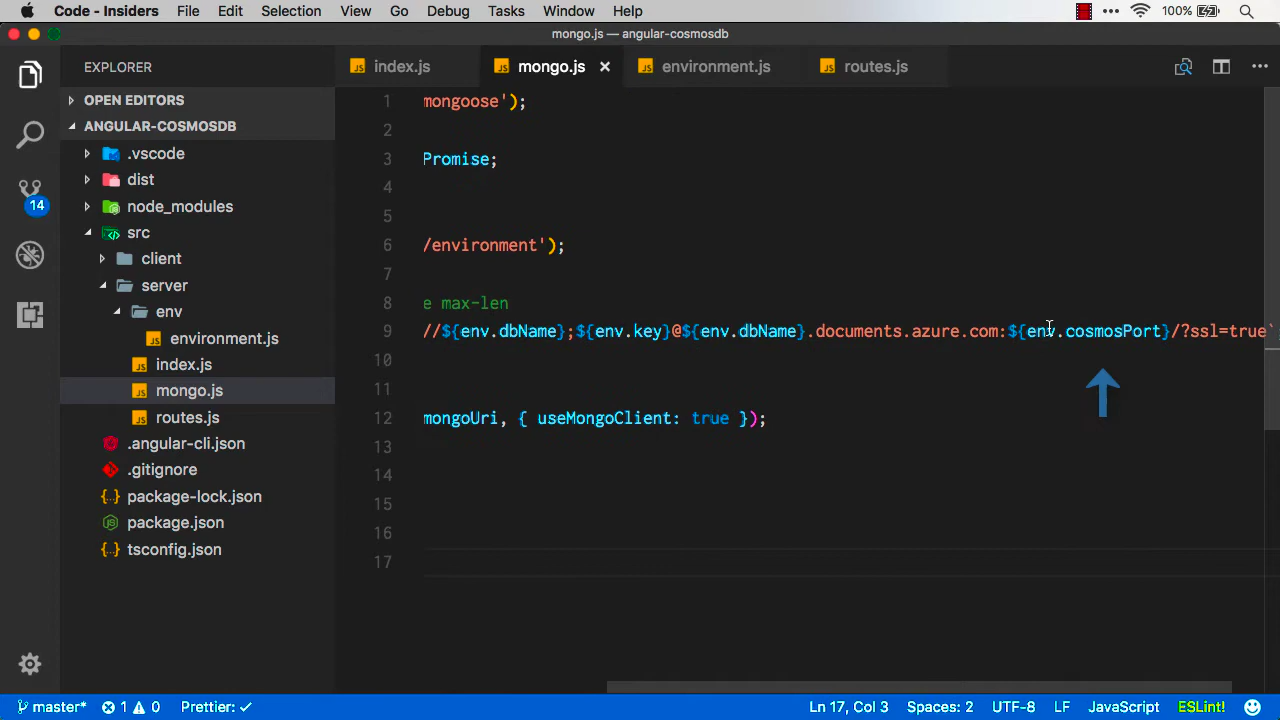 Code - Insiders File Edit Selection View Go Debug Tasks Window Help 100%
mongo.js — angular-cosmosdb
EXPLORER
OPEN EDITORS
ANGULAR-COSMOSDB
.vscode
dist
node_modules
src
client
server
env
environment.js
index.js
mongo.js
routes.js
.angular-cli.json
.gitignore
package-lock.json
package.json
tsconfig.json
14
JS index.js JS mongo.js × JS environment.js JS routes.js
1 mongoose');
2
3 Promise;
4
5
6 /environment');
7
8 e max-len
9 //${env.dbName};${env.key}@${env.dbName}.documents.azure.com:${env.cosmosPort}/?ssl=true`
10
11
12 mongoUri, { useMongoClient: true });
13
14
15
16
17
master* 1 0 Prettier: ✓ Ln 17, Col 3 Spaces: 2 UTF-8 LF JavaScript ESLint!